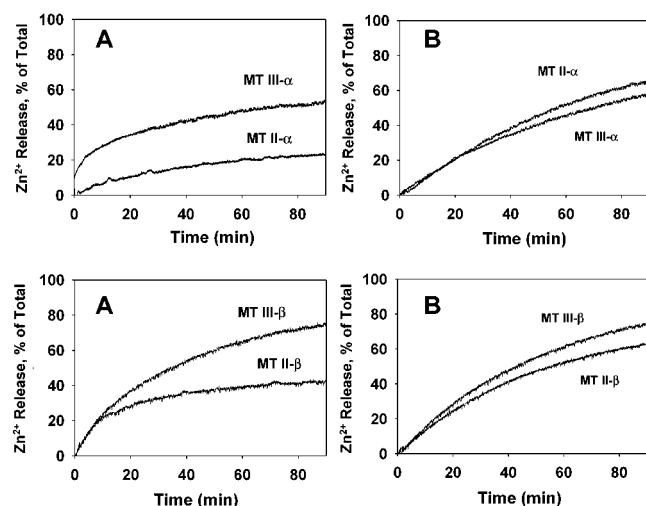 A
B
100
80
60
40
20
0
Zn²⁺ Release, % of Total
MT III-α
MT II-α
0 20 40 60 80
Time (min)
100
80
60
40
20
0
Zn²⁺ Release, % of Total
MT II-α
MT III-α
0 20 40 60 80
Time (min)
A
B
100
80
60
40
20
0
Zn²⁺ Release, % of Total
MT III-β
MT II-β
0 20 40 60 80
Time (min)
100
80
60
40
20
0
Zn²⁺ Release, % of Total
MT III-β
MT II-β
0 20 40 60 80
Time (min)